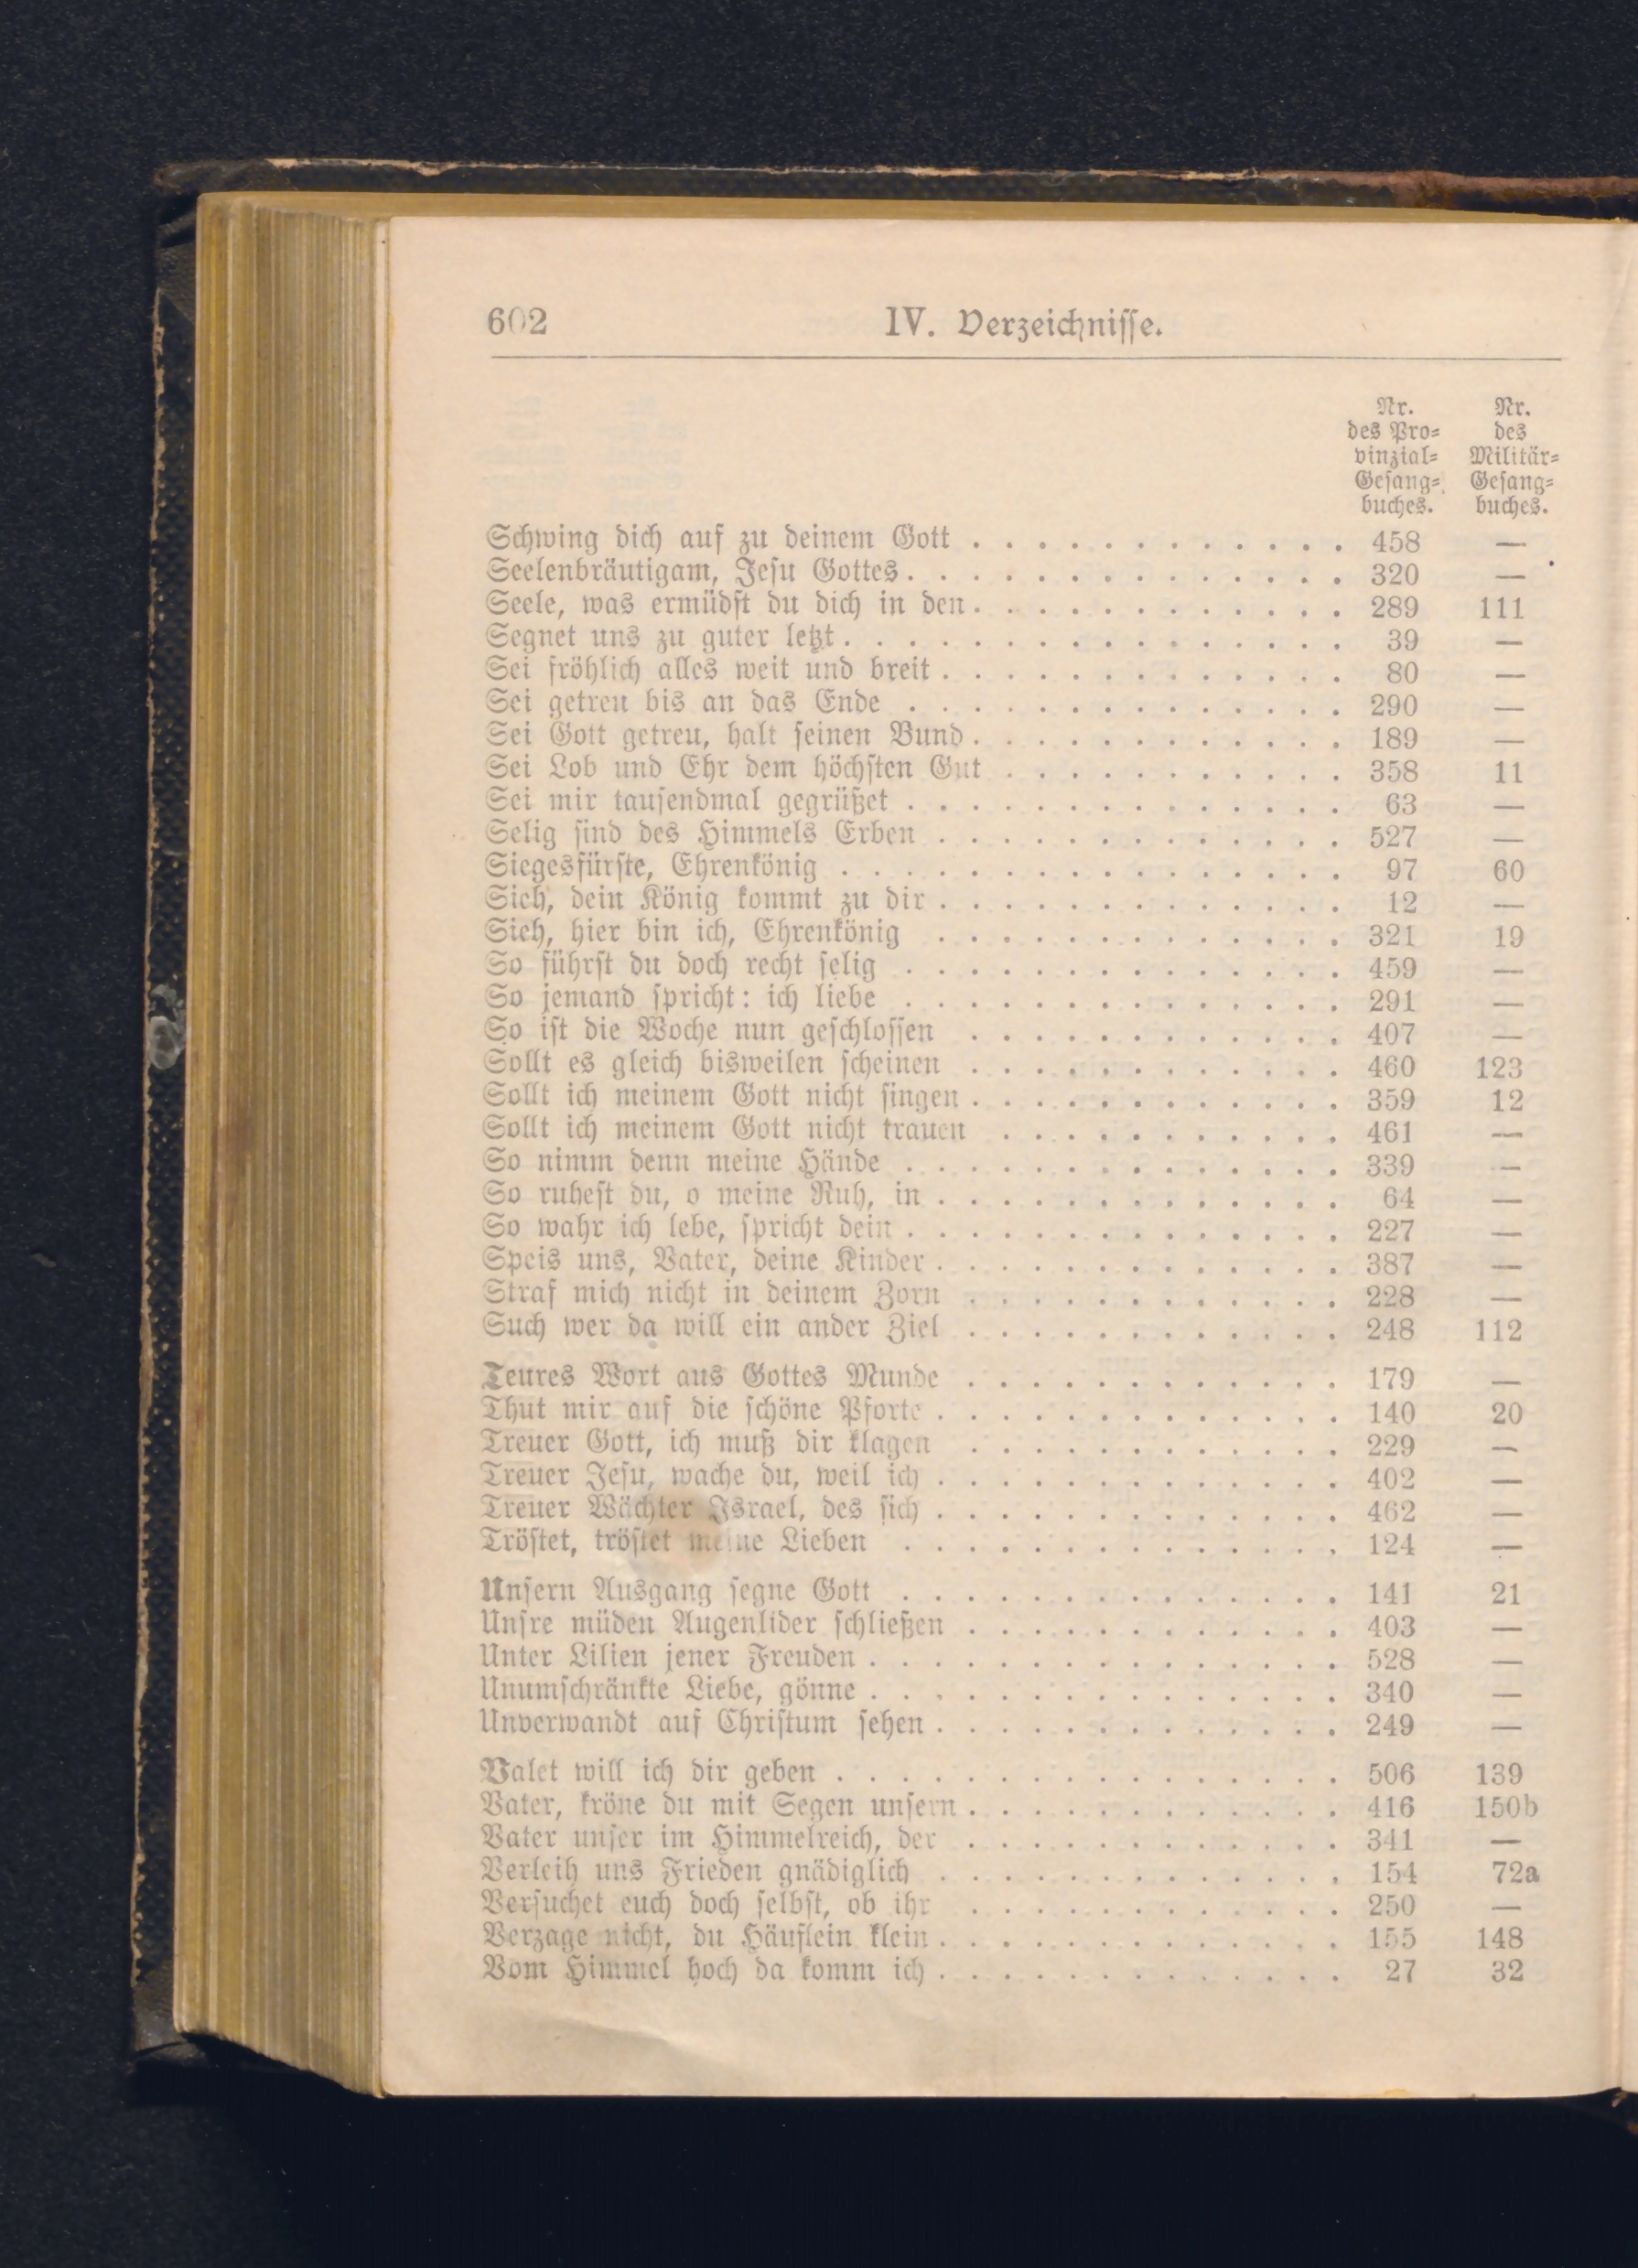 602 IV. Verzeichnisse.
Nr. Nr.
des Pro- des
vinzial- Militär-
Gesang- Gesang-
buches. buches.
Schwing dich auf zu deinem Gott . . . . . . . . . . . . 458 —
Seelenbräutigam, Jesu Gottes . . . . . . . . . . . . . . 320 —
Seele, was ermüdst du dich in den . . . . . . . . . . . . 289 111
Segnet uns zu guter letzt . . . . . . . . . . . . . . . . 39 —
Sei fröhlich alles weit und breit . . . . . . . . . . . . . 80 —
Sei getreu bis an das Ende . . . . . . . . . . . . . . 290 —
Sei Gott getreu, halt seinen Bund . . . . . . . . . . . . 189 —
Sei Lob und Ehr dem höchsten Gut . . . . . . . . . . . 358 11
Sei mir tausendmal gegrüßet . . . . . . . . . . . . . . 63 —
Selig sind des Himmels Erben . . . . . . . . . . . . . 527 —
Siegesfürste, Ehrenkönig . . . . . . . . . . . . . . . . 97 60
Sieh, dein König kommt zu dir . . . . . . . . . . . . . 12 —
Sieh, hier bin ich, Ehrenkönig . . . . . . . . . . . . . 321 19
So führst du doch recht selig . . . . . . . . . . . . . . 459 —
So jemand spricht: ich liebe . . . . . . . . . . . . . . 291 —
So ist die Woche nun geschlossen . . . . . . . . . . . . 407 —
Sollt es gleich bisweilen scheinen . . . . . . . . . . . . 460 123
Sollt ich meinem Gott nicht singen . . . . . . . . . . . . 359 12
Sollt ich meinem Gott nicht trauen . . . . . . . . . . . 461 —
So nimm denn meine Hände . . . . . . . . . . . . . . 339 —
So ruhest du, o meine Ruh, in . . . . . . . . . . . . . 64 —
So wahr ich lebe, spricht dein . . . . . . . . . . . . . . 227 —
Speis uns, Vater, deine Kinder . . . . . . . . . . . . . 387 —
Straf mich nicht in deinem Zorn . . . . . . . . . . . . 228 —
Such wer da will ein ander Ziel . . . . . . . . . . . . 248 112
Teures Wort aus Gottes Munde . . . . . . . . . . . . 179 —
Thut mir auf die schöne Pforte . . . . . . . . . . . . . 140 20
Treuer Gott, ich muß dir klagen . . . . . . . . . . . . 229 —
Treuer Jesu, wache du, weil ich . . . . . . . . . . . . . 402 —
Treuer Wächter Israel, des sich . . . . . . . . . . . . . 462 —
Tröstet, tröstet meine Lieben . . . . . . . . . . . . . . 124 —
Unsern Ausgang segne Gott . . . . . . . . . . . . . . 141 21
Unsre müden Augenlider schließen . . . . . . . . . . . . 403 —
Unter Lilien jener Freuden . . . . . . . . . . . . . . . 528 —
Unumschränkte Liebe, gönne . . . . . . . . . . . . . . . 340 —
Unverwandt auf Christum sehen . . . . . . . . . . . . . 249 —
Valet will ich dir geben . . . . . . . . . . . . . . . . 506 139
Vater, kröne du mit Segen unsern . . . . . . . . . . . . 416 150b
Vater unser im Himmelreich, der . . . . . . . . . . . . 341 —
Verleih uns Frieden gnädiglich . . . . . . . . . . . . . 154 72a
Versuchet euch doch selbst, ob ihr . . . . . . . . . . . . 250 —
Verzage nicht, du Häuflein klein . . . . . . . . . . . . . 155 148
Vom Himmel hoch da komm ich . . . . . . . . . . . . . 27 32